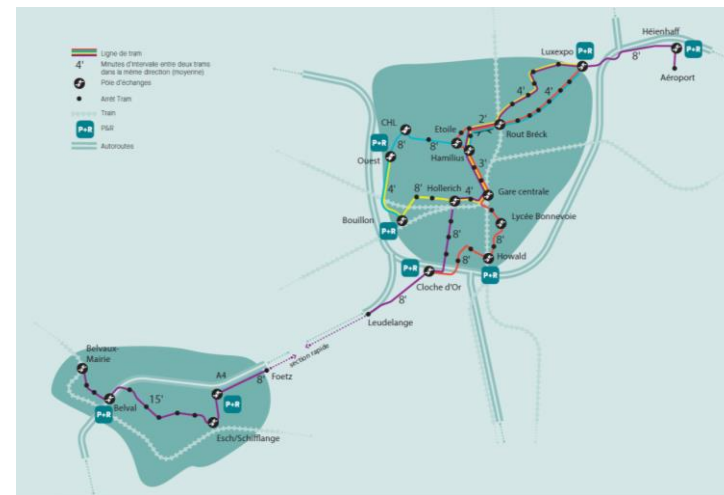 Ligne de tram
4' Minutes d'intervalle entre deux trams
dans la même direction (moyenne)
Pôle d'échanges
Arrêt Tram
Train
P+R P&R
Autoroutes
Héienhaff
P+R
Luxexpo
P+R
8'
Aéroport
4'
4'
2'
Rout Bréck
Etoile
CHL
8'
8'
Hamilius
P+R
Ouest
3'
4'
Hollerich
8'
4'
Gare centrale
Bouillon
P+R
Lycée Bonnevoie
8'
8'
8'
Howald
P+R
P+R
Cloche d'Or
8'
Leudelange
section rapide
Belvaux-
Mairie
A4
8'
Foetz
P+R
15'
Belval
P+R
Esch/Schifflange